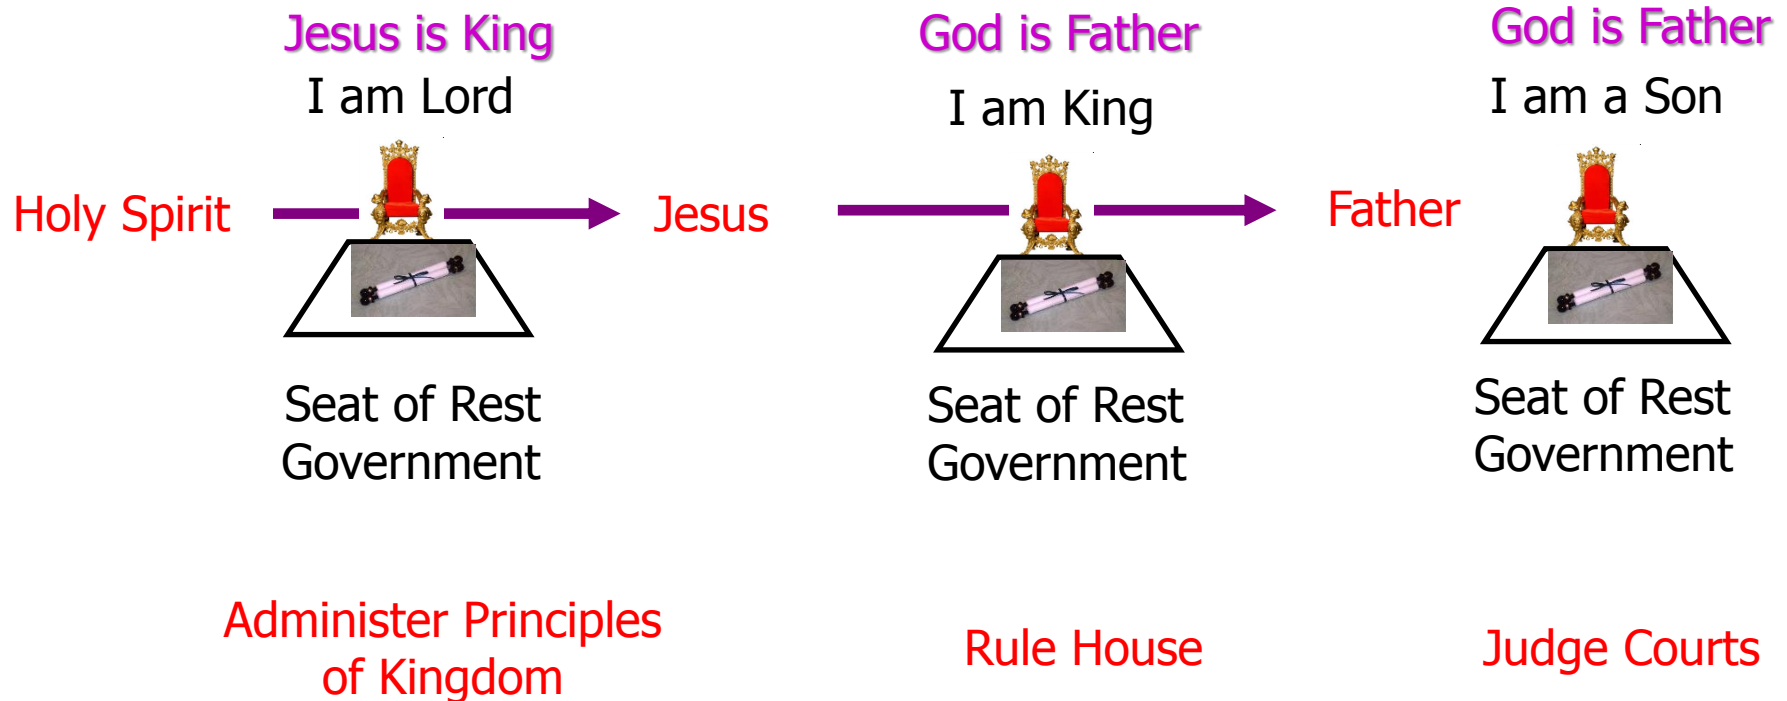 Jesus is King
I am Lord
God is Father
I am King
God is Father
I am a Son
Holy Spirit
Jesus
Father
Seat of Rest
Government
Seat of Rest
Government
Seat of Rest
Government
Administer Principles
of Kingdom
Rule House
Judge Courts